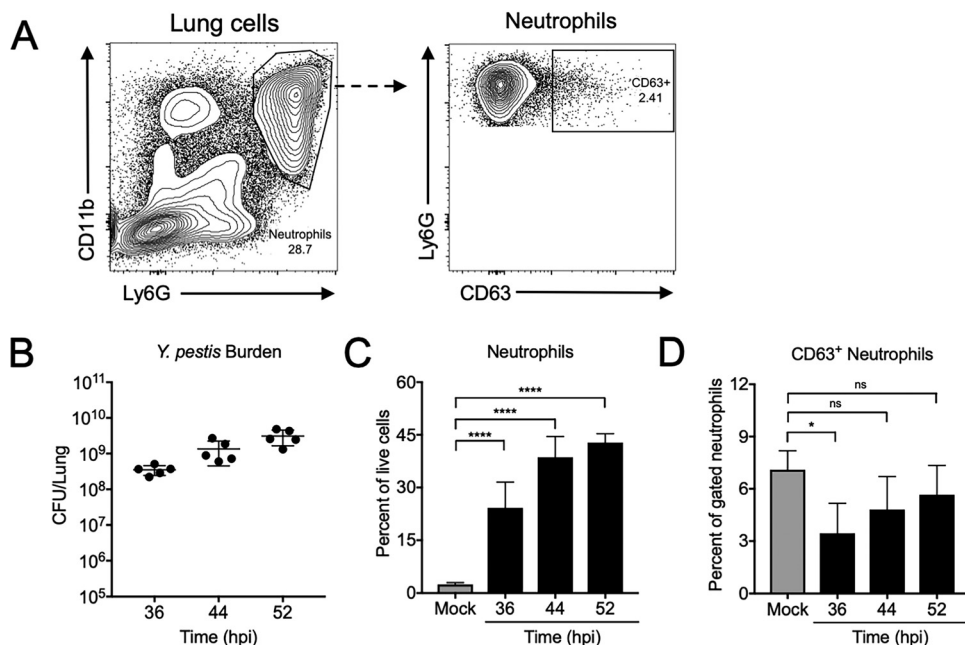 A
Lung cells
Neutrophils
CD11b
Neutrophils
28.7
Ly6G
Ly6G
CD63+
2.41
CD63
B
Y. pestis Burden
CFU/Lung
10¹¹
10¹⁰
10⁹
10⁸
10⁷
10⁶
10⁵
36 44 52
Time (hpi)
C
Neutrophils
Percent of live cells
60
45
30
15
0
****
****
****
Mock 36 44 52
Time (hpi)
D
CD63⁺ Neutrophils
Percent of gated neutrophils
12
9
6
3
0
ns
ns
*
Mock 36 44 52
Time (hpi)